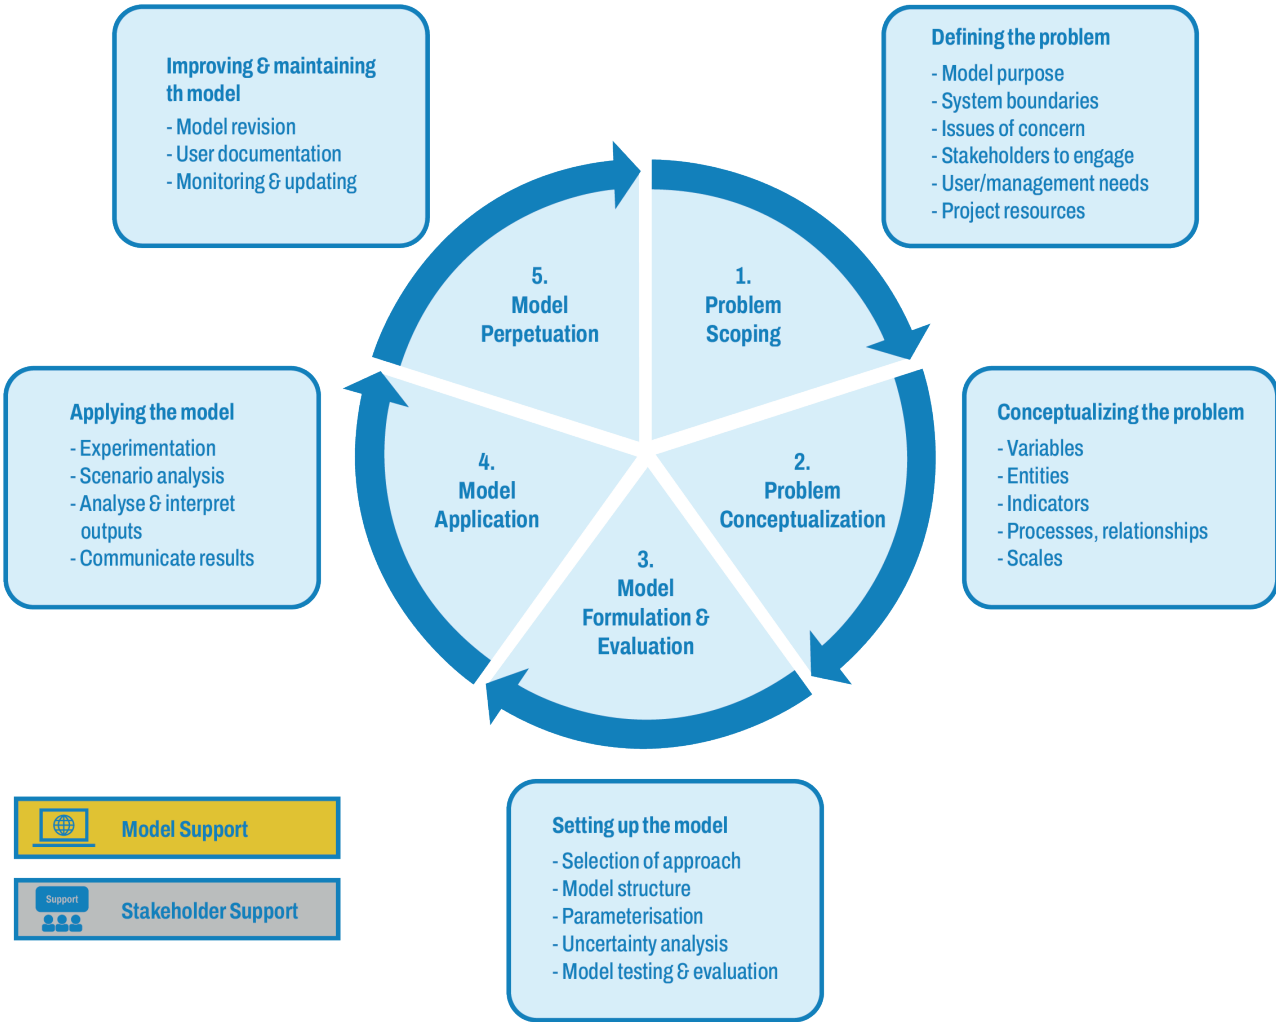 Improving & maintaining
th model
- Model revision
- User documentation
- Monitoring & updating
Defining the problem
- Model purpose
- System boundaries
- Issues of concern
- Stakeholders to engage
- User/management needs
- Project resources
5.
Model
Perpetuation
1.
Problem
Scoping
Applying the model
- Experimentation
- Scenario analysis
- Analyse & interpret
outputs
- Communicate results
4.
Model
Application
2.
Problem
Conceptualization
Conceptualizing the problem
- Variables
- Entities
- Indicators
- Processes, relationships
- Scales
3.
Model
Formulation &
Evaluation
Setting up the model
- Selection of approach
- Model structure
- Parameterisation
- Uncertainty analysis
- Model testing & evaluation
Model Support
Support
Stakeholder Support